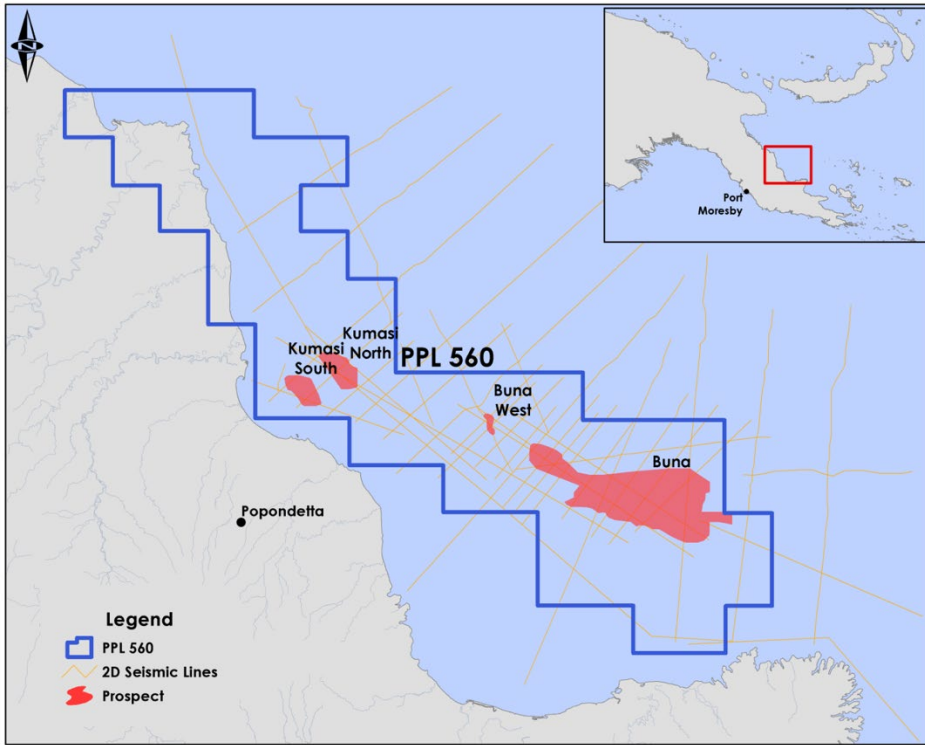 N
Port
Moresby
Kumasi
North
Kumasi
South
PPL 560
Buna
West
Buna
Popondetta
Legend
PPL 560
2D Seismic Lines
Prospect